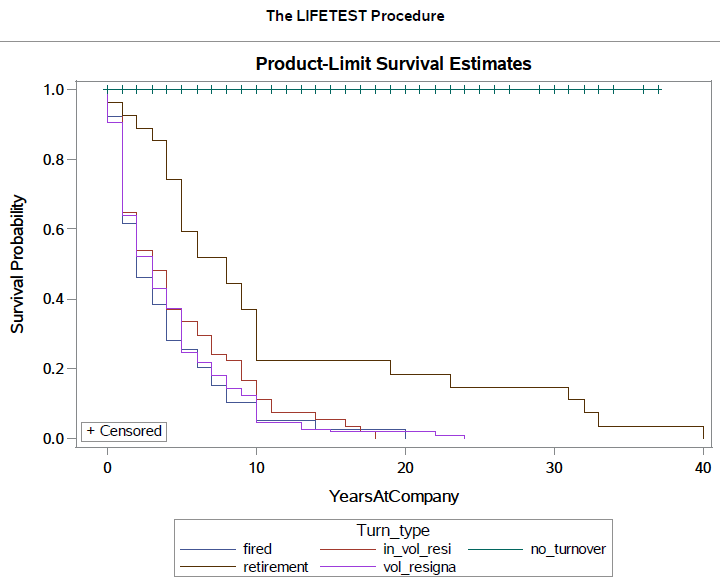 The LIFETEST Procedure
Product-Limit Survival Estimates
1.0
0.8
0.6
0.4
0.2
0.0
Survival Probability
+ Censored
0 10 20 30 40
YearsAtCompany
Turn_type
fired in_vol_resi no_turnover
retirement vol_resigna